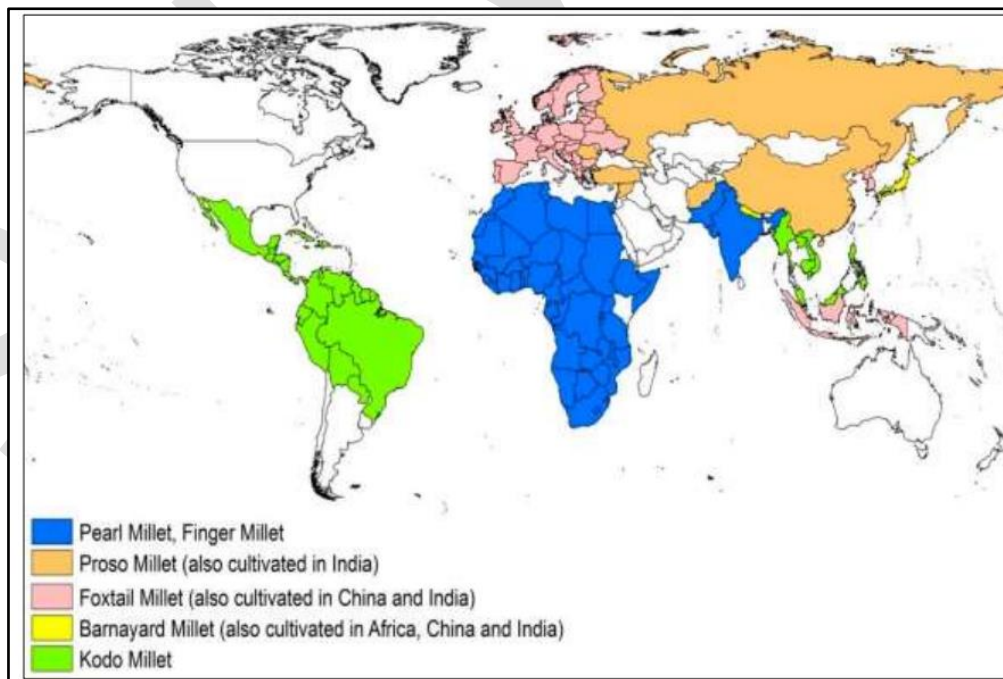 Pearl Millet, Finger Millet
Proso Millet (also cultivated in India)
Foxtail Millet (also cultivated in China and India)
Barnayard Millet (also cultivated in Africa, China and India)
Kodo Millet